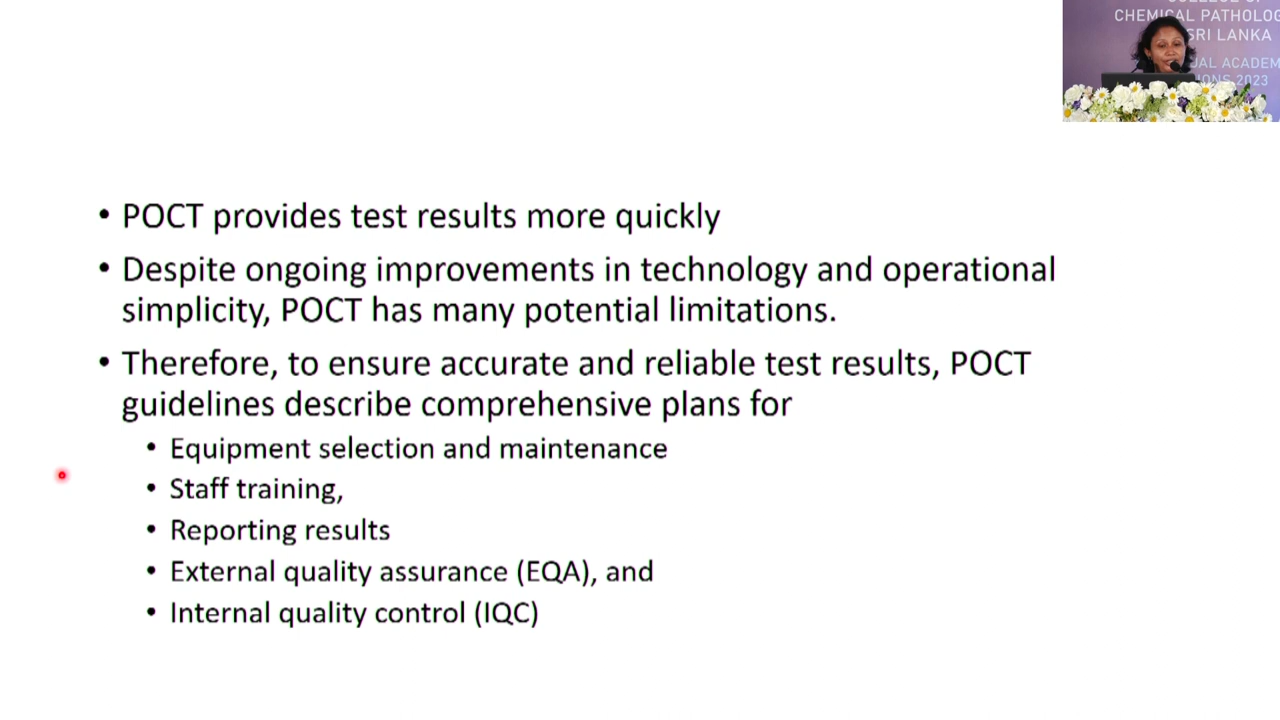 CHEMICAL PATHOLOG
SRI LANKA
2023
• POCT provides test results more quickly
• Despite ongoing improvements in technology and operational
simplicity, POCT has many potential limitations.
• Therefore, to ensure accurate and reliable test results, POCT
guidelines describe comprehensive plans for
• Equipment selection and maintenance
• Staff training,
• Reporting results
• External quality assurance (EQA), and
• Internal quality control (IQC)